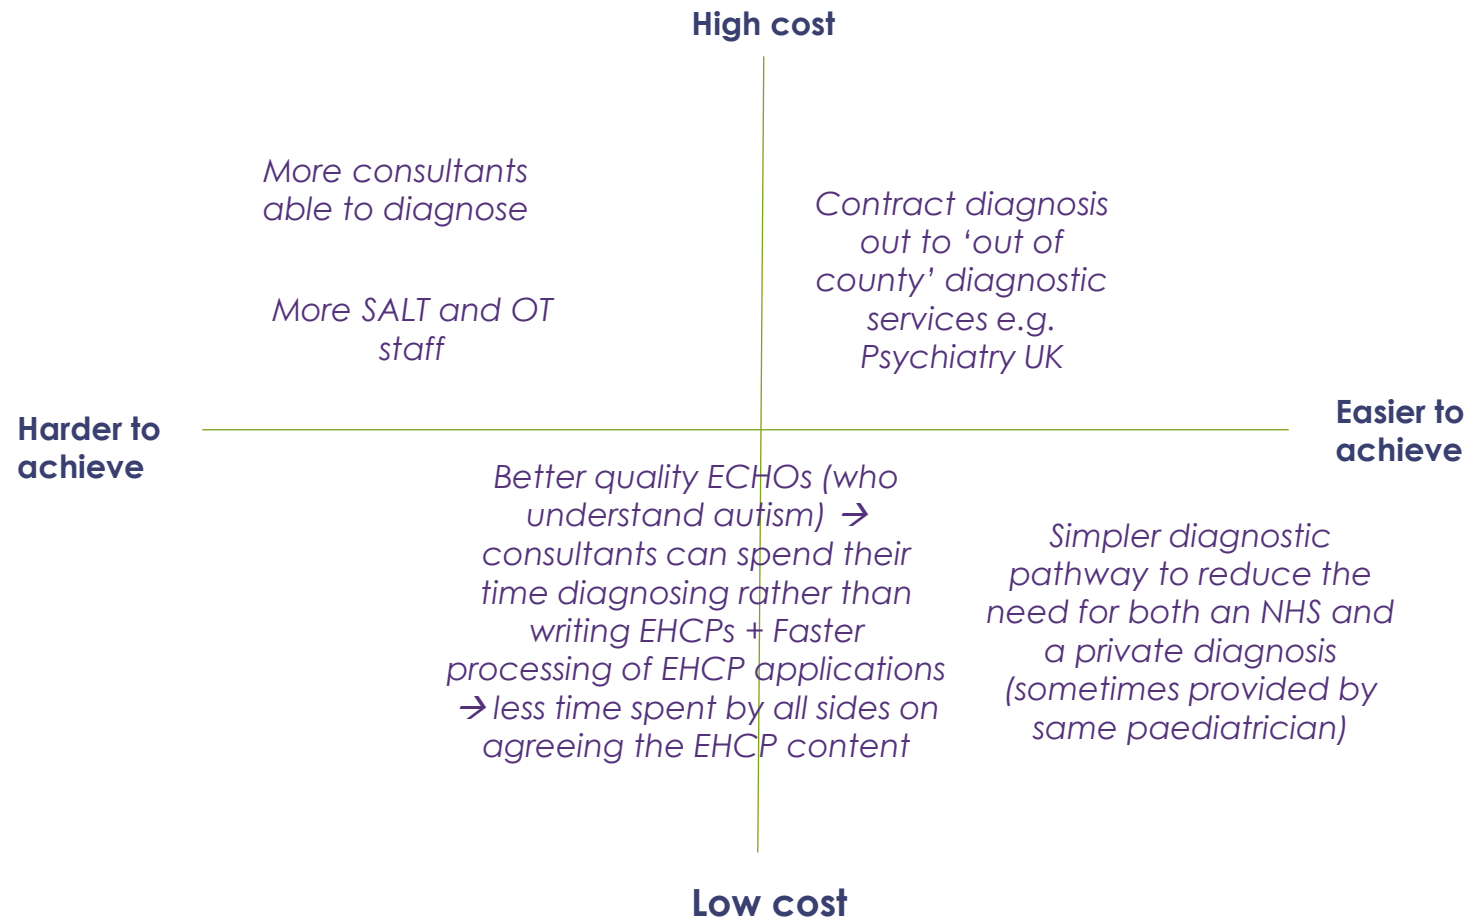 High cost
More consultants
able to diagnose
Contract diagnosis
out to ‘out of
county’ diagnostic
services e.g.
Psychiatry UK
More SALT and OT
staff
Harder to
achieve
Easier to
achieve
Better quality ECHOs (who
understand autism) →
consultants can spend their
time diagnosing rather than
writing EHCPs + Faster
processing of EHCP applications
→ less time spent by all sides on
agreeing the EHCP content
Simpler diagnostic
pathway to reduce the
need for both an NHS and
a private diagnosis
(sometimes provided by
same paediatrician)
Low cost